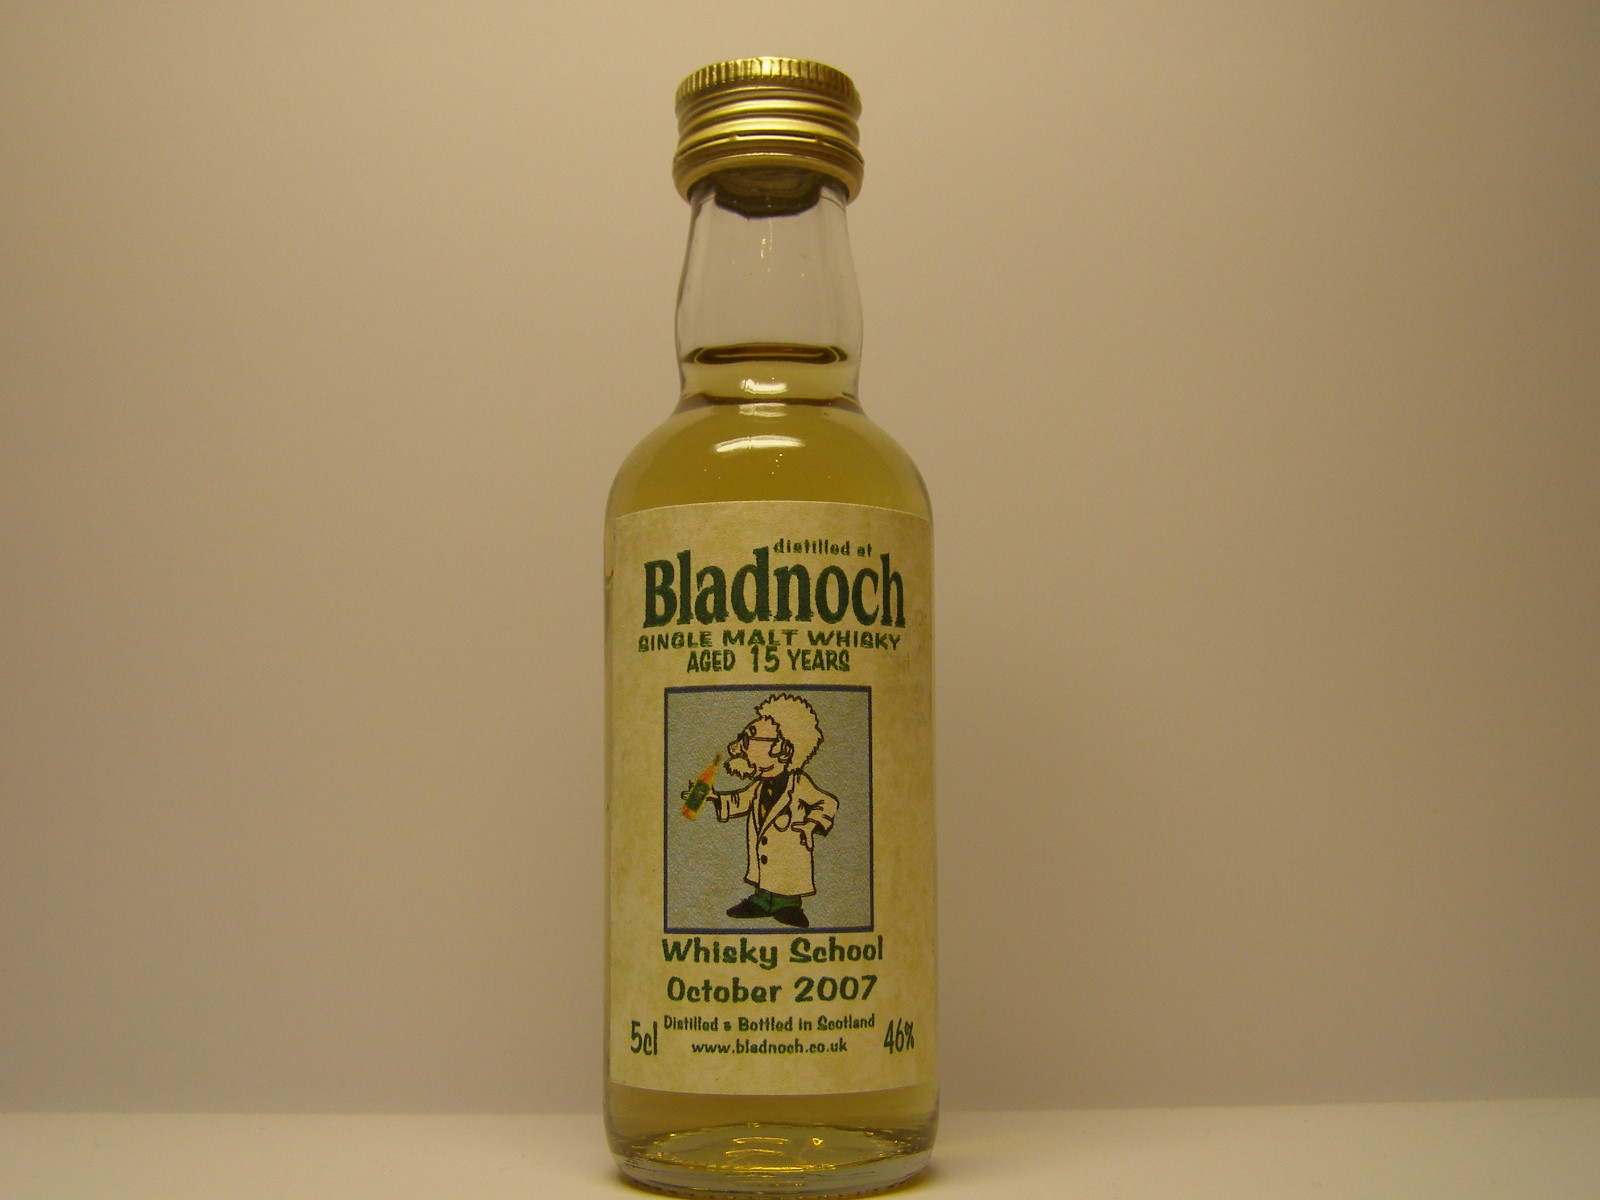 distilled at
Bladnoch
SINGLE MALT WHISKY
AGED 15 YEARS
Whisky School
October 2007
5cl Distilled & Bottled in Scotland 46%
www.bladnoch.co.uk